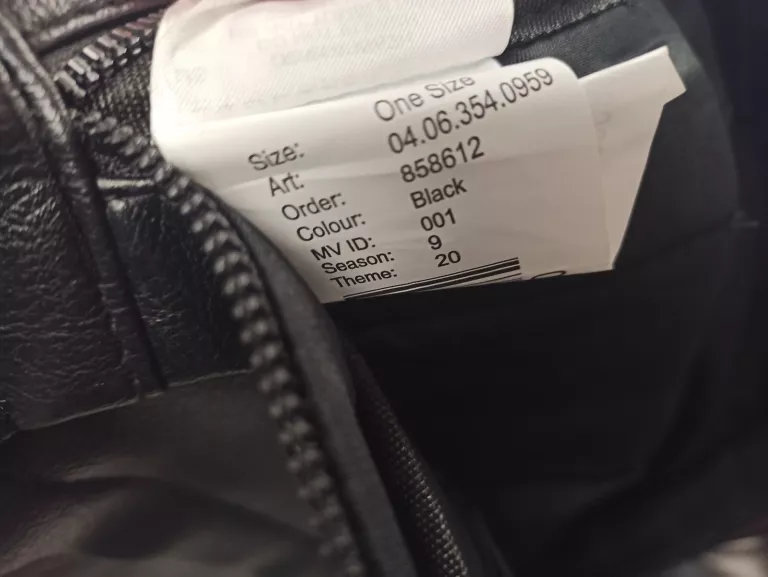 Size: One Size
Art: 04.06.354.0959
Order: 858612
Colour: Black
MV ID: 001
Season: 9
Theme: 20